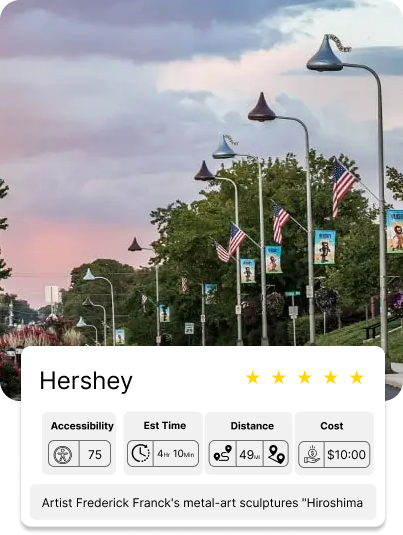 HERSHEY
Hershey
Accessibility
75
Est Time
4Hr 10Min
Distance
49Mi
Cost
$10:00
Artist Frederick Franck's metal-art sculptures "Hiroshima